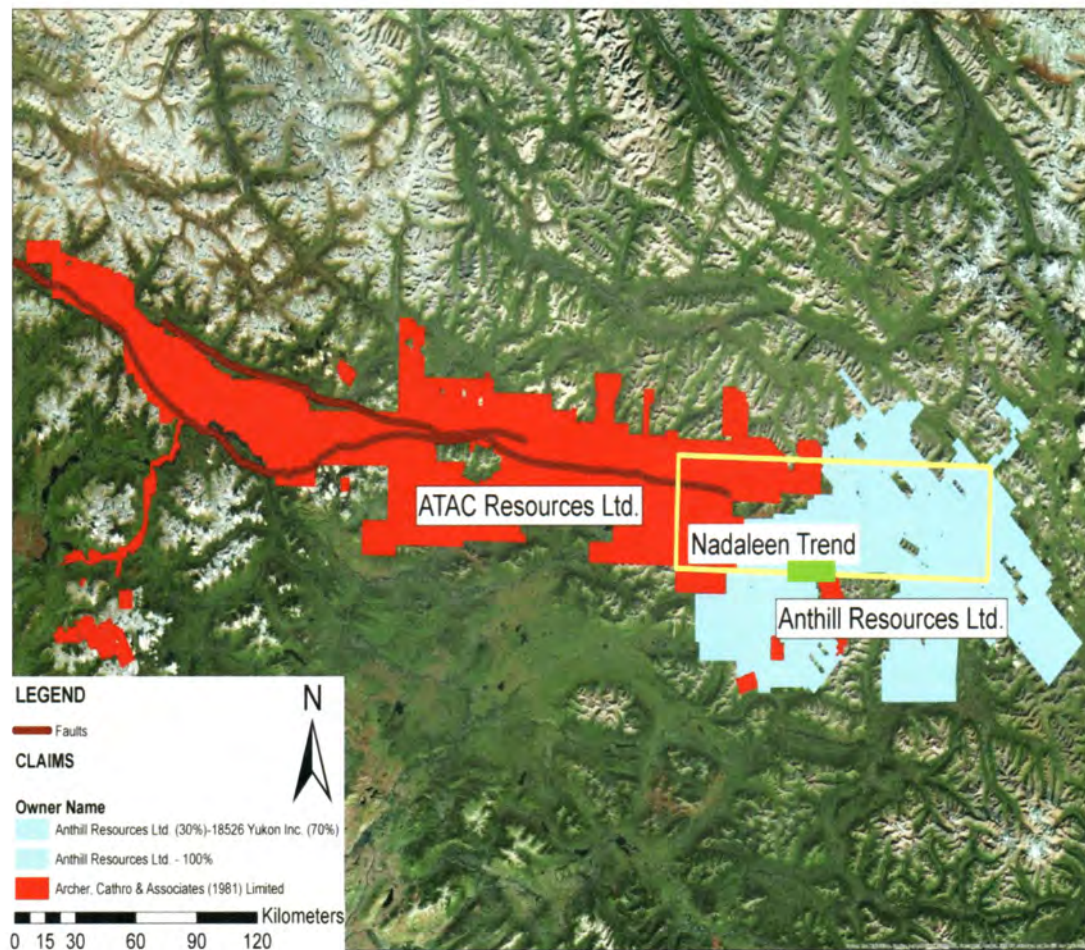 ATAC Resources Ltd.
Nadaleen Trend
Anthill Resources Ltd.
LEGEND
N
Faults
CLAIMS
Owner Name
Anthill Resources Ltd. (30%)-18526 Yukon Inc. (70%)
Anthill Resources Ltd. - 100%
Archer, Cathro & Associates (1981) Limited
Kilometers
0 15 30 60 90 120